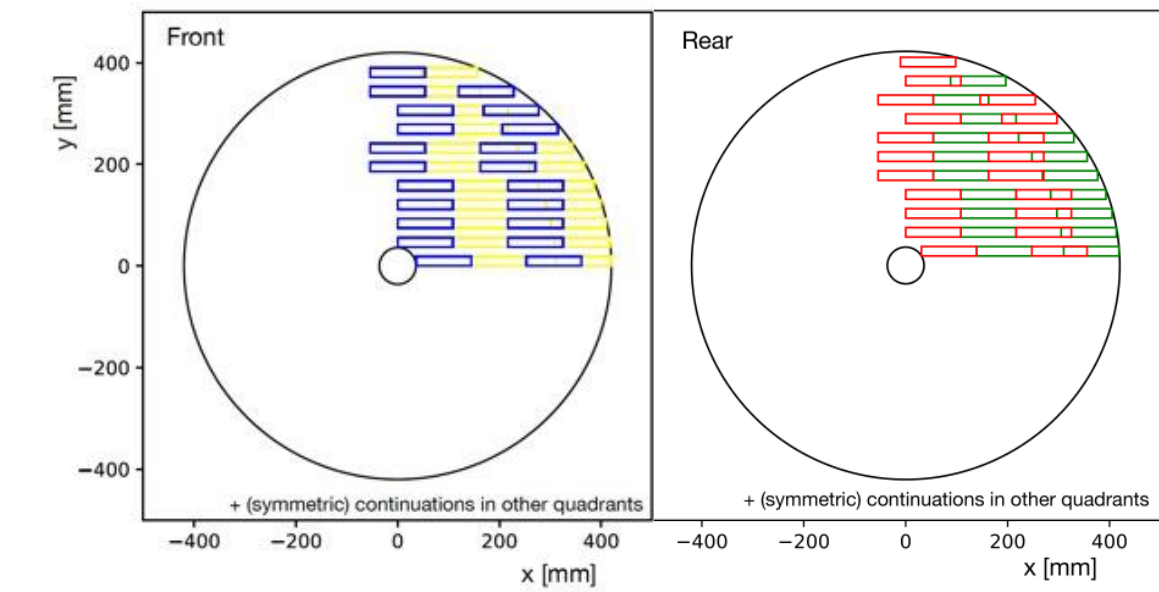 Front
Rear
y [mm]
400
200
0
−200
−400
+ (symmetric) continuations in other quadrants
+ (symmetric) continuations in other quadrants
−400 −200 0 200 400
−400 −200 0 200 400
x [mm]
x [mm]